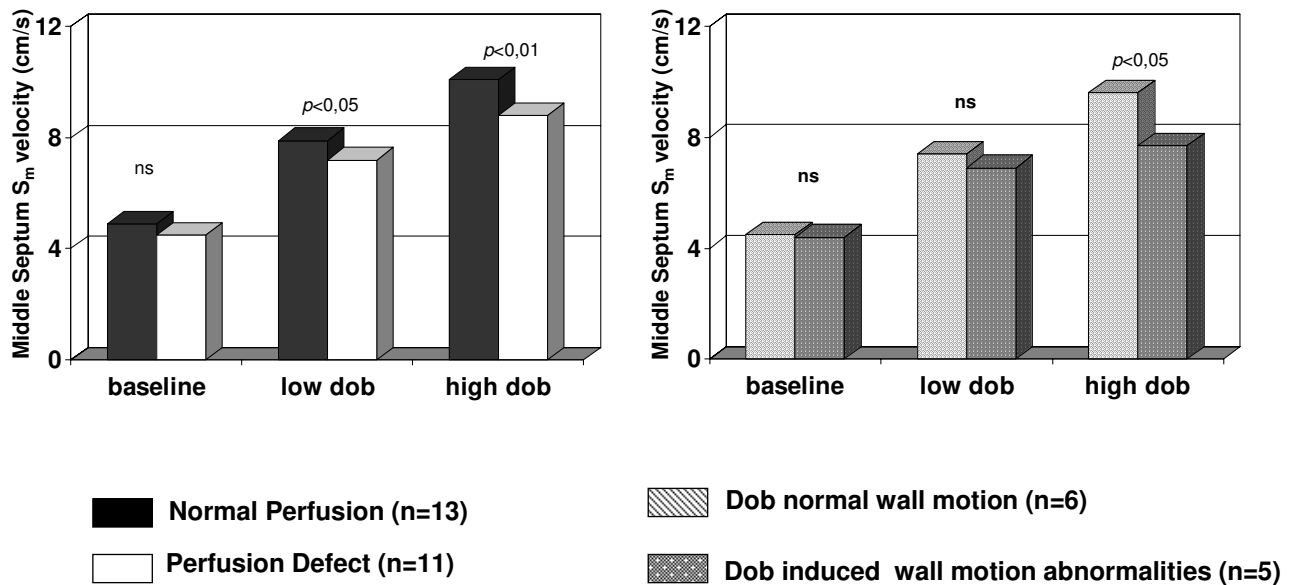 Middle Septum Sm velocity (cm/s)
12
8
4
0
ns
p<0,05
p<0,01
baseline
low dob
high dob
Middle Septum Sm velocity (cm/s)
12
8
4
0
ns
ns
p<0,05
baseline
low dob
high dob
Normal Perfusion (n=13)
Perfusion Defect (n=11)
Dob normal wall motion (n=6)
Dob induced wall motion abnormalities (n=5)